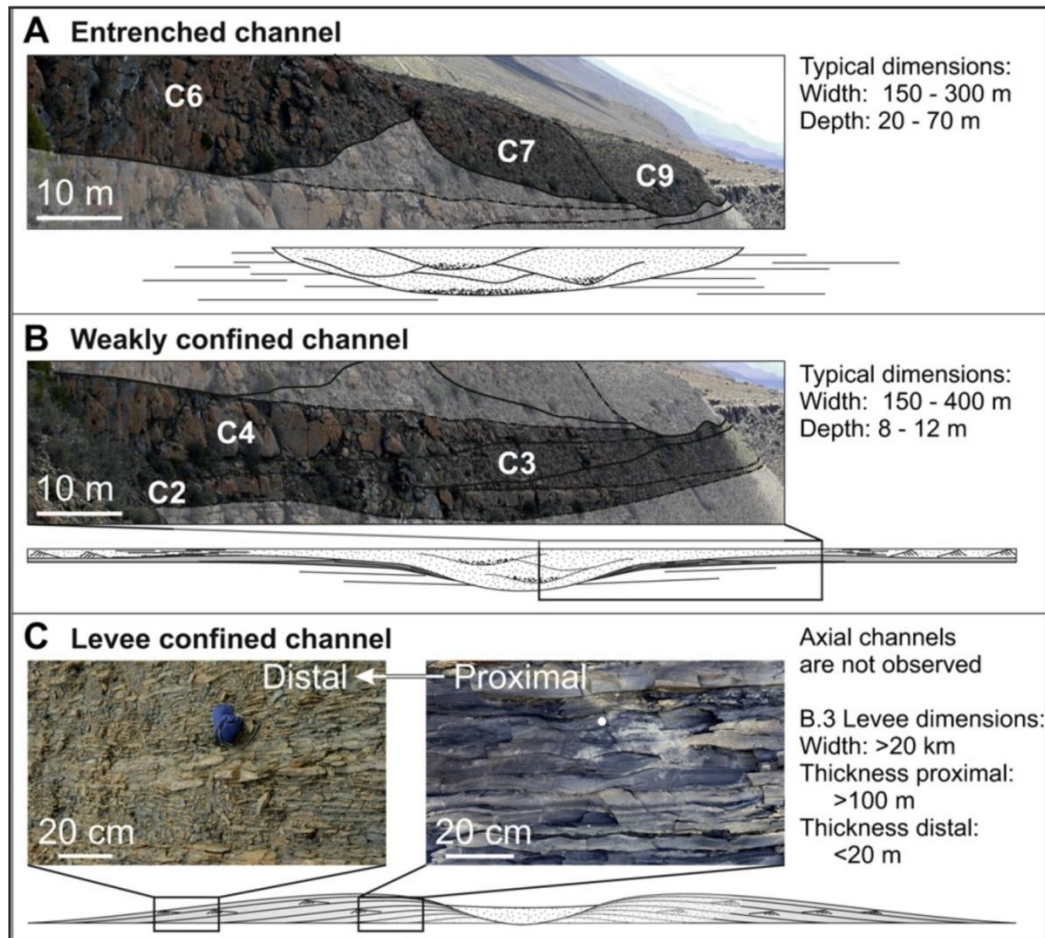 A Entrenched channel
C6
C7
C9
10 m
Typical dimensions:
Width: 150 - 300 m
Depth: 20 - 70 m
B Weakly confined channel
C4
C3
C2
10 m
Typical dimensions:
Width: 150 - 400 m
Depth: 8 - 12 m
C Levee confined channel
Distal
Proximal
20 cm
20 cm
Axial channels
are not observed
B.3 Levee dimensions:
Width: >20 km
Thickness proximal:
>100 m
Thickness distal:
<20 m